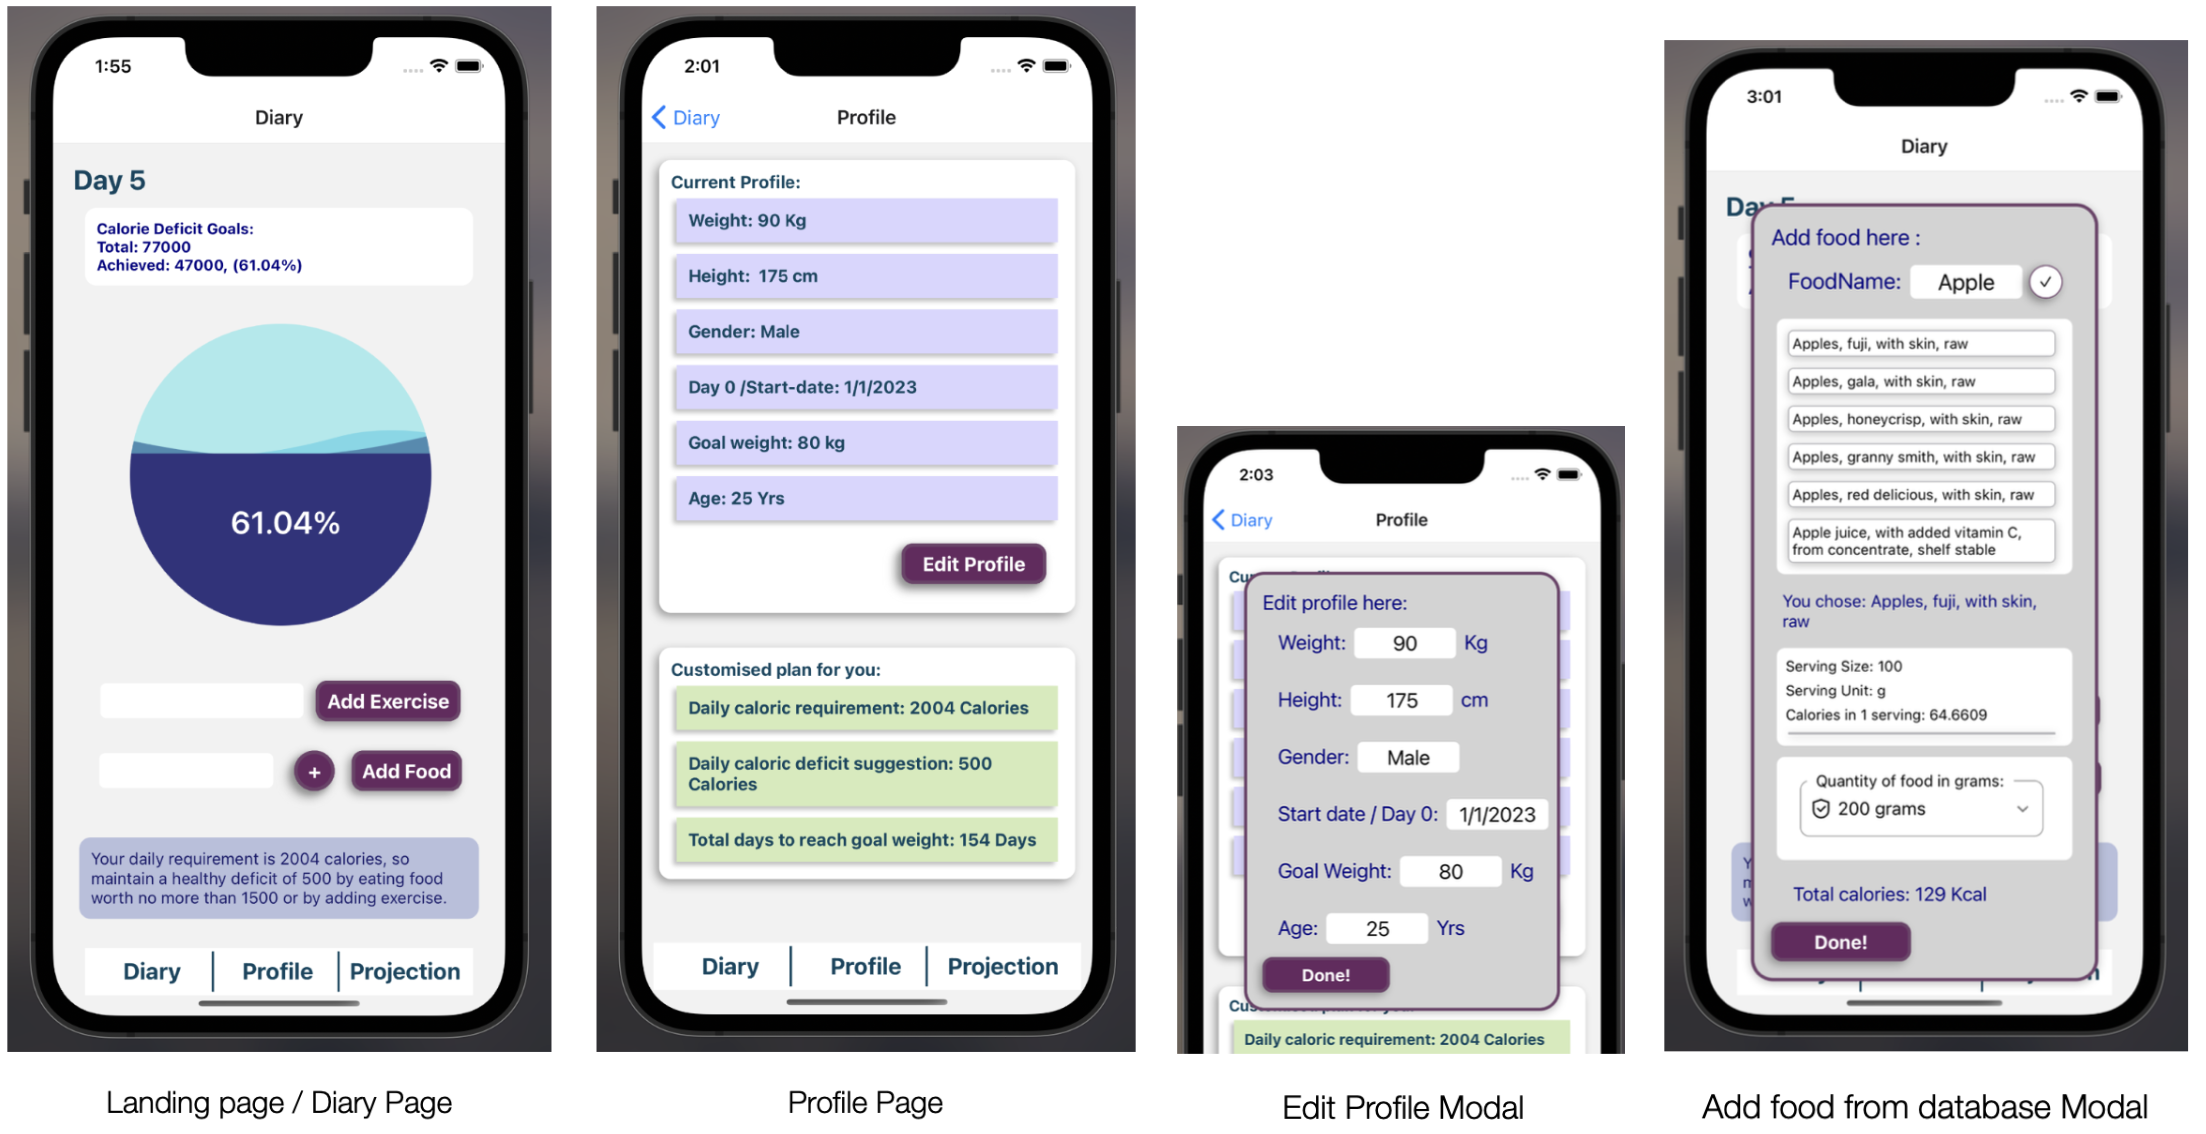 1:55
Diary
Day 5
Calorie Deficit Goals:
Total: 77000
Achieved: 47000, (61.04%)
61.04%
Add Exercise
+
Add Food
Your daily requirement is 2004 calories, so
maintain a healthy deficit of 500 by eating food
worth no more than 1500 or by adding exercise.
Diary
Profile
Projection
Landing page / Diary Page
2:01
Diary
Profile
Current Profile:
Weight: 90 Kg
Height: 175 cm
Gender: Male
Day 0 /Start-date: 1/1/2023
Goal weight: 80 kg
Age: 25 Yrs
Edit Profile
Customised plan for you:
Daily caloric requirement: 2004 Calories
Daily caloric deficit suggestion: 500
Calories
Total days to reach goal weight: 154 Days
Diary
Profile
Projection
Profile Page
2:03
Diary
Profile
Edit profile here:
Weight: 90 Kg
Height: 175 cm
Gender: Male
Start date / Day 0: 1/1/2023
Goal Weight: 80 Kg
Age: 25 Yrs
Done!
Daily caloric requirement: 2004 Calories
Edit Profile Modal
3:01
Diary
Add food here :
FoodName: Apple
Apples, fuji, with skin, raw
Apples, gala, with skin, raw
Apples, honeycrisp, with skin, raw
Apples, granny smith, with skin, raw
Apples, red delicious, with skin, raw
Apple juice, with added vitamin C,
from concentrate, shelf stable
You chose: Apples, fuji, with skin,
raw
Serving Size: 100
Serving Unit: g
Calories in 1 serving: 64.6609
Quantity of food in grams:
200 grams
Total calories: 129 Kcal
Done!
Add food from database Modal